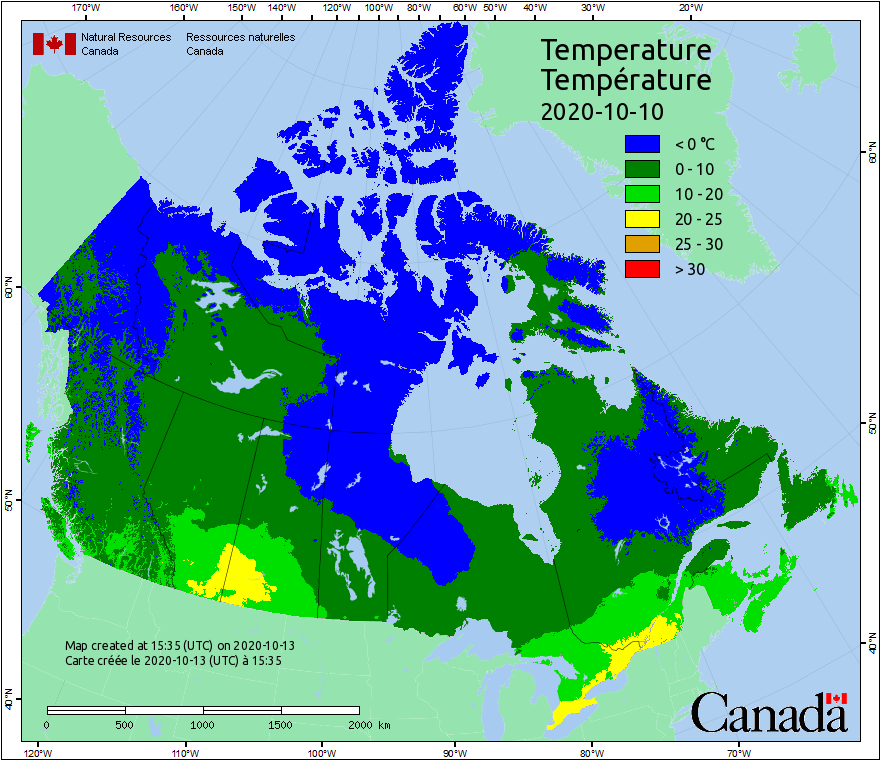 170°W 160°W 150°W 140°W 130°W 120°W 110°W 100°W 90°W 80°W 70°W 60°W 50°W 40°W 30°W 20°W
Natural Resources Ressources naturelles
Canada Canada
Temperature
Température
2020-10-10
< 0 °C
0 - 10
10 - 20
20 - 25
25 - 30
> 30
60°N
60°N
50°N
50°N
40°N
40°N
Map created at 15:35 (UTC) on 2020-10-13
Carte créée le 2020-10-13 (UTC) à 15:35
0 500 1000 1500 2000 km
Canada
120°W 110°W 100°W 90°W 80°W 70°W